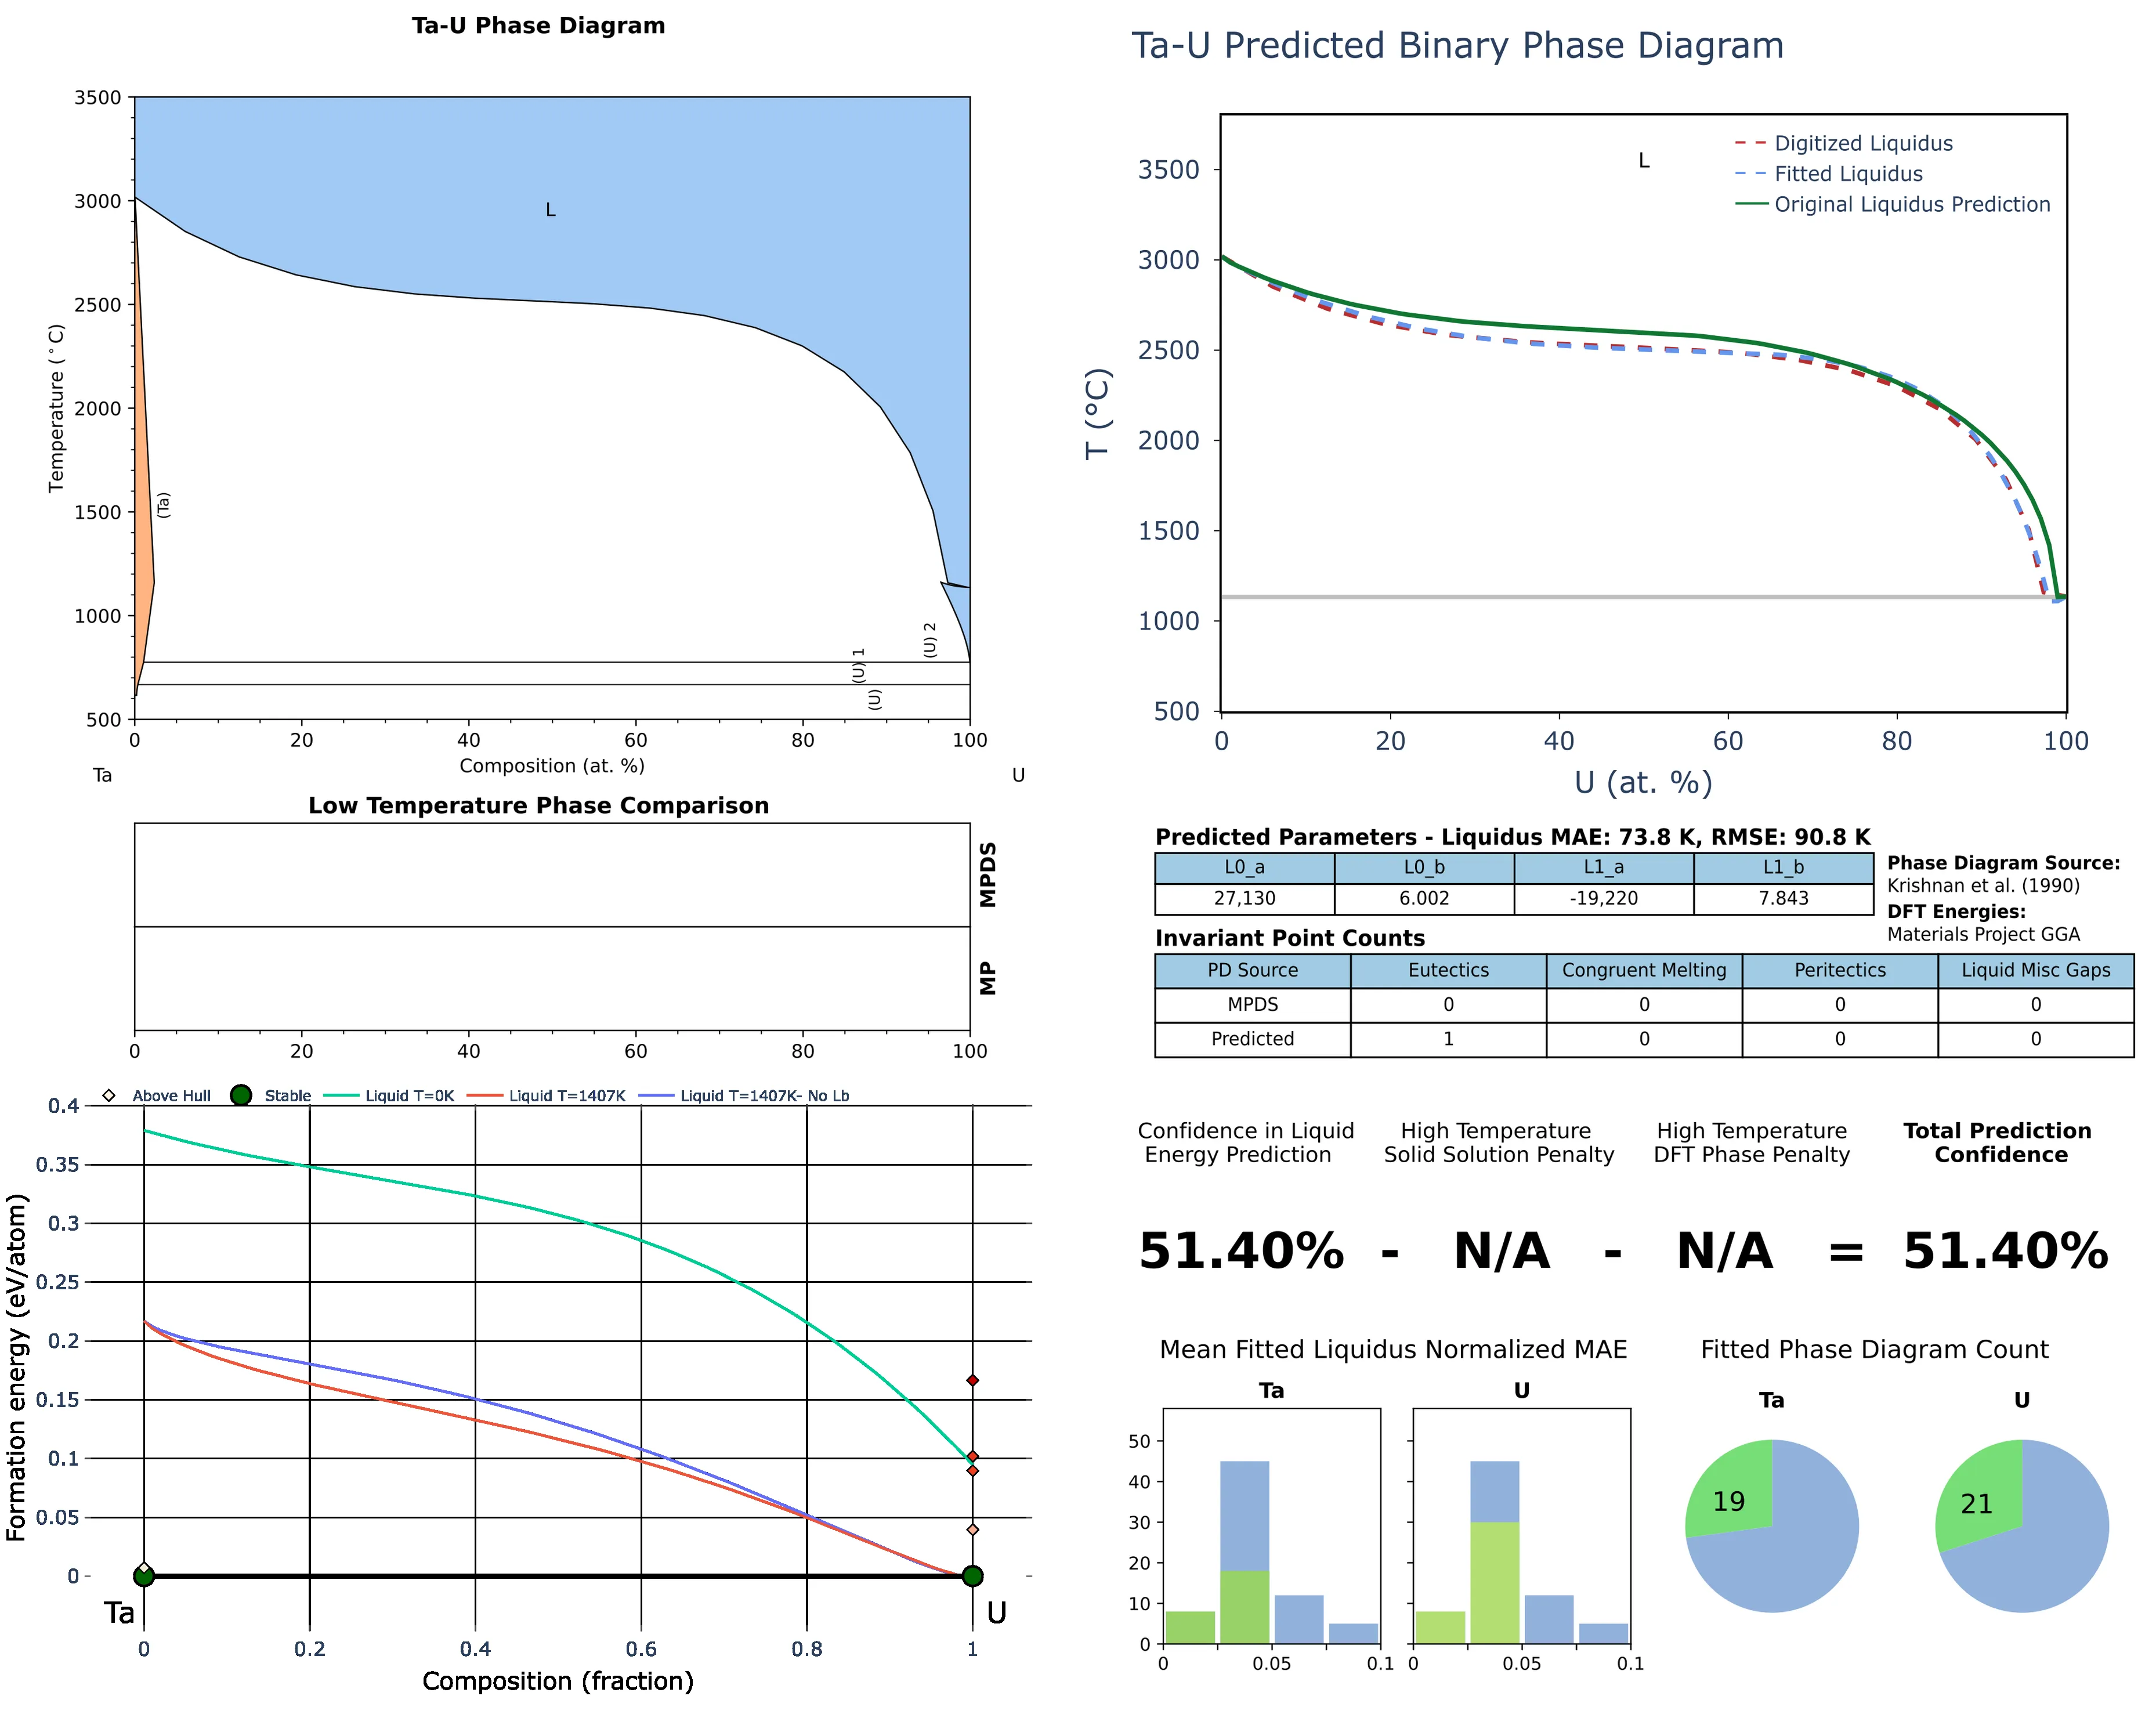 Ta-U Phase Diagram
3500
3000
2500
2000
1500
1000
500
Temperature (°C)
L
(Ta)
(U) 2
(U) 1
(U)
0 20 40 60 80 100
Composition (at. %)
Ta U
Low Temperature Phase Comparison
MPDS
MP
0 20 40 60 80 100
Above Hull Stable Liquid T=0K Liquid T=1407K Liquid T=1407K- No Lb
0.4
0.35
0.3
0.25
0.2
0.15
0.1
0.05
0
Formation energy (eV/atom)
Ta U
0 0.2 0.4 0.6 0.8 1
Composition (fraction)
Ta-U Predicted Binary Phase Diagram
L
Digitized Liquidus
Fitted Liquidus
Original Liquidus Prediction
3500
3000
2500
2000
1500
1000
500
T (°C)
0 20 40 60 80 100
U (at. %)
Predicted Parameters - Liquidus MAE: 73.8 K, RMSE: 90.8 K
L0_a L0_b L1_a L1_b
27,130 6.002 -19,220 7.843
Phase Diagram Source:
Krishnan et al. (1990)
DFT Energies:
Materials Project GGA
Invariant Point Counts
PD Source Eutectics Congruent Melting Peritectics Liquid Misc Gaps
MPDS 0 0 0 0
Predicted 1 0 0 0
Confidence in Liquid
Energy Prediction
High Temperature
Solid Solution Penalty
High Temperature
DFT Phase Penalty
Total Prediction
Confidence
51.40% - N/A - N/A = 51.40%
Mean Fitted Liquidus Normalized MAE
Ta U
50
40
30
20
10
0
0 0.05 0.1 0 0.05 0.1
Fitted Phase Diagram Count
Ta U
19 21